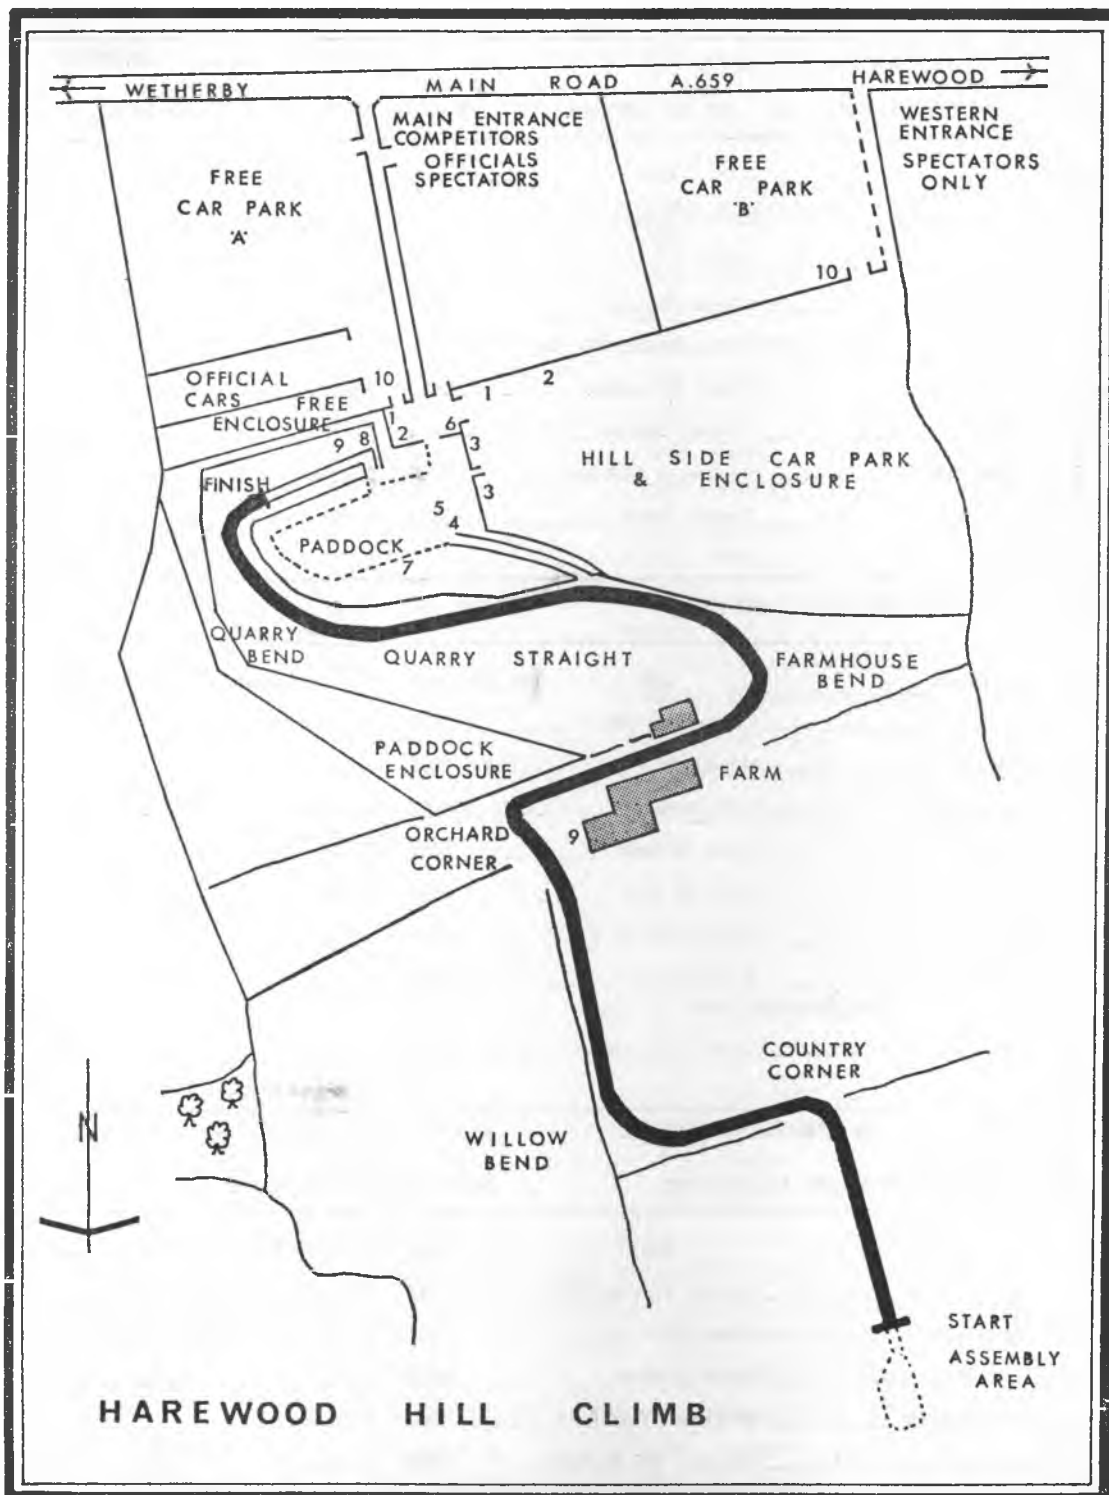 WETHERBY
MAIN ROAD A.659
HAREWOOD
MAIN ENTRANCE
COMPETITORS
OFFICIALS
SPECTATORS
WESTERN
ENTRANCE
SPECTATORS
ONLY
FREE
CAR PARK
'A'
FREE
CAR PARK
'B'
10
OFFICIAL
CARS
FREE
ENCLOSURE
10
1
2
1
2
6
3
3
8
9
HILL SIDE CAR PARK
& ENCLOSURE
FINISH
5
4
PADDOCK
7
QUARRY
BEND
QUARRY STRAIGHT
FARMHOUSE
BEND
PADDOCK
ENCLOSURE
FARM
ORCHARD
CORNER
9
COUNTRY
CORNER
N
WILLOW
BEND
START
ASSEMBLY
AREA
HAREWOOD HILL CLIMB